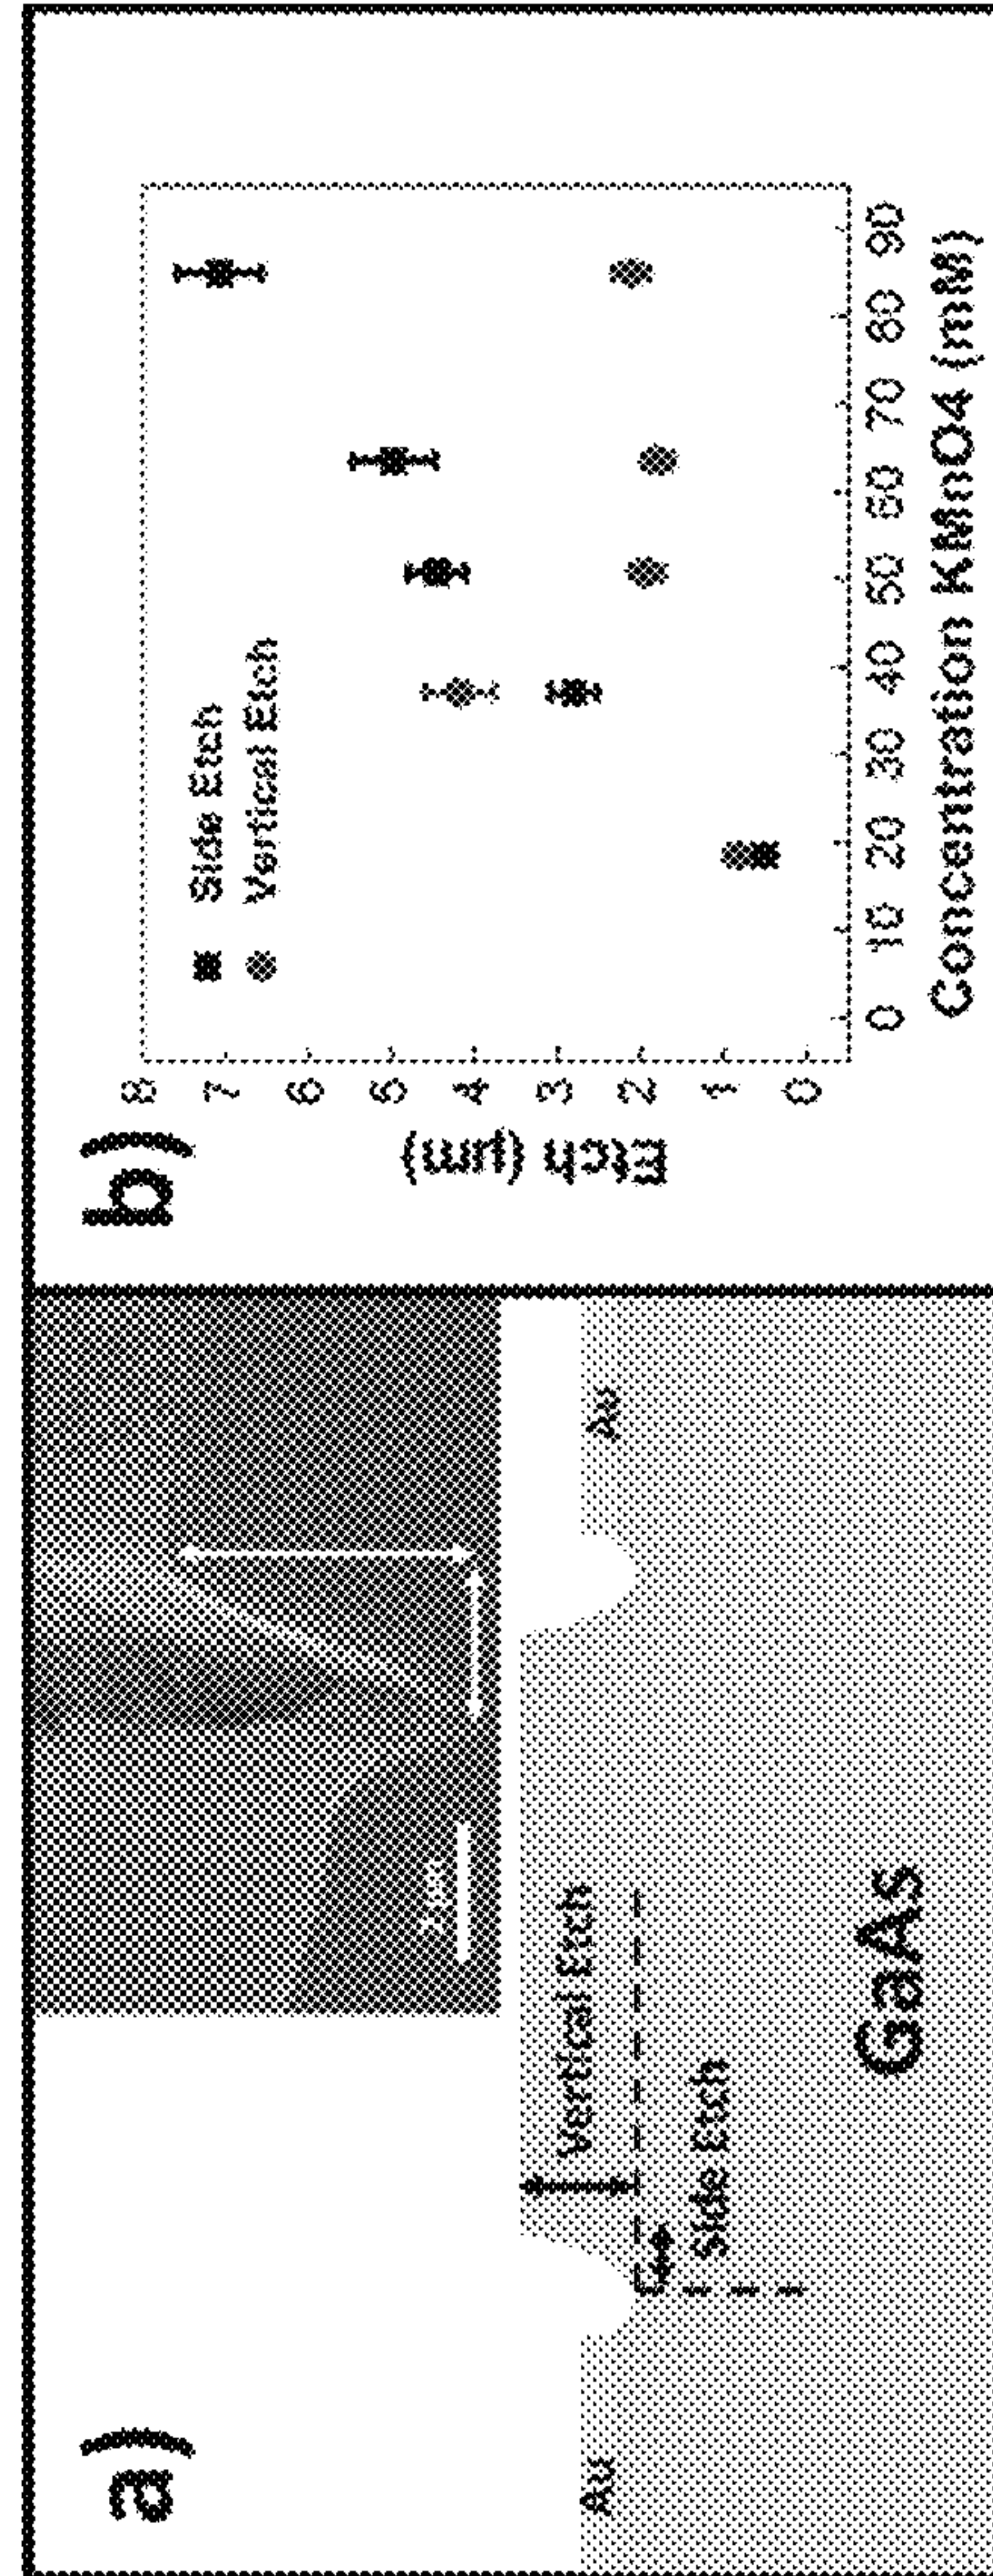 a)
Vertical Etch
Side Etch
Au
Au
GaAs
b)
Side Etch
Vertical Etch
8
7
6
5
4
3
2
1
0
Etch (μm)
0 10 20 30 40 50 60 70 80 90
Concentration KMnO4 (mM)